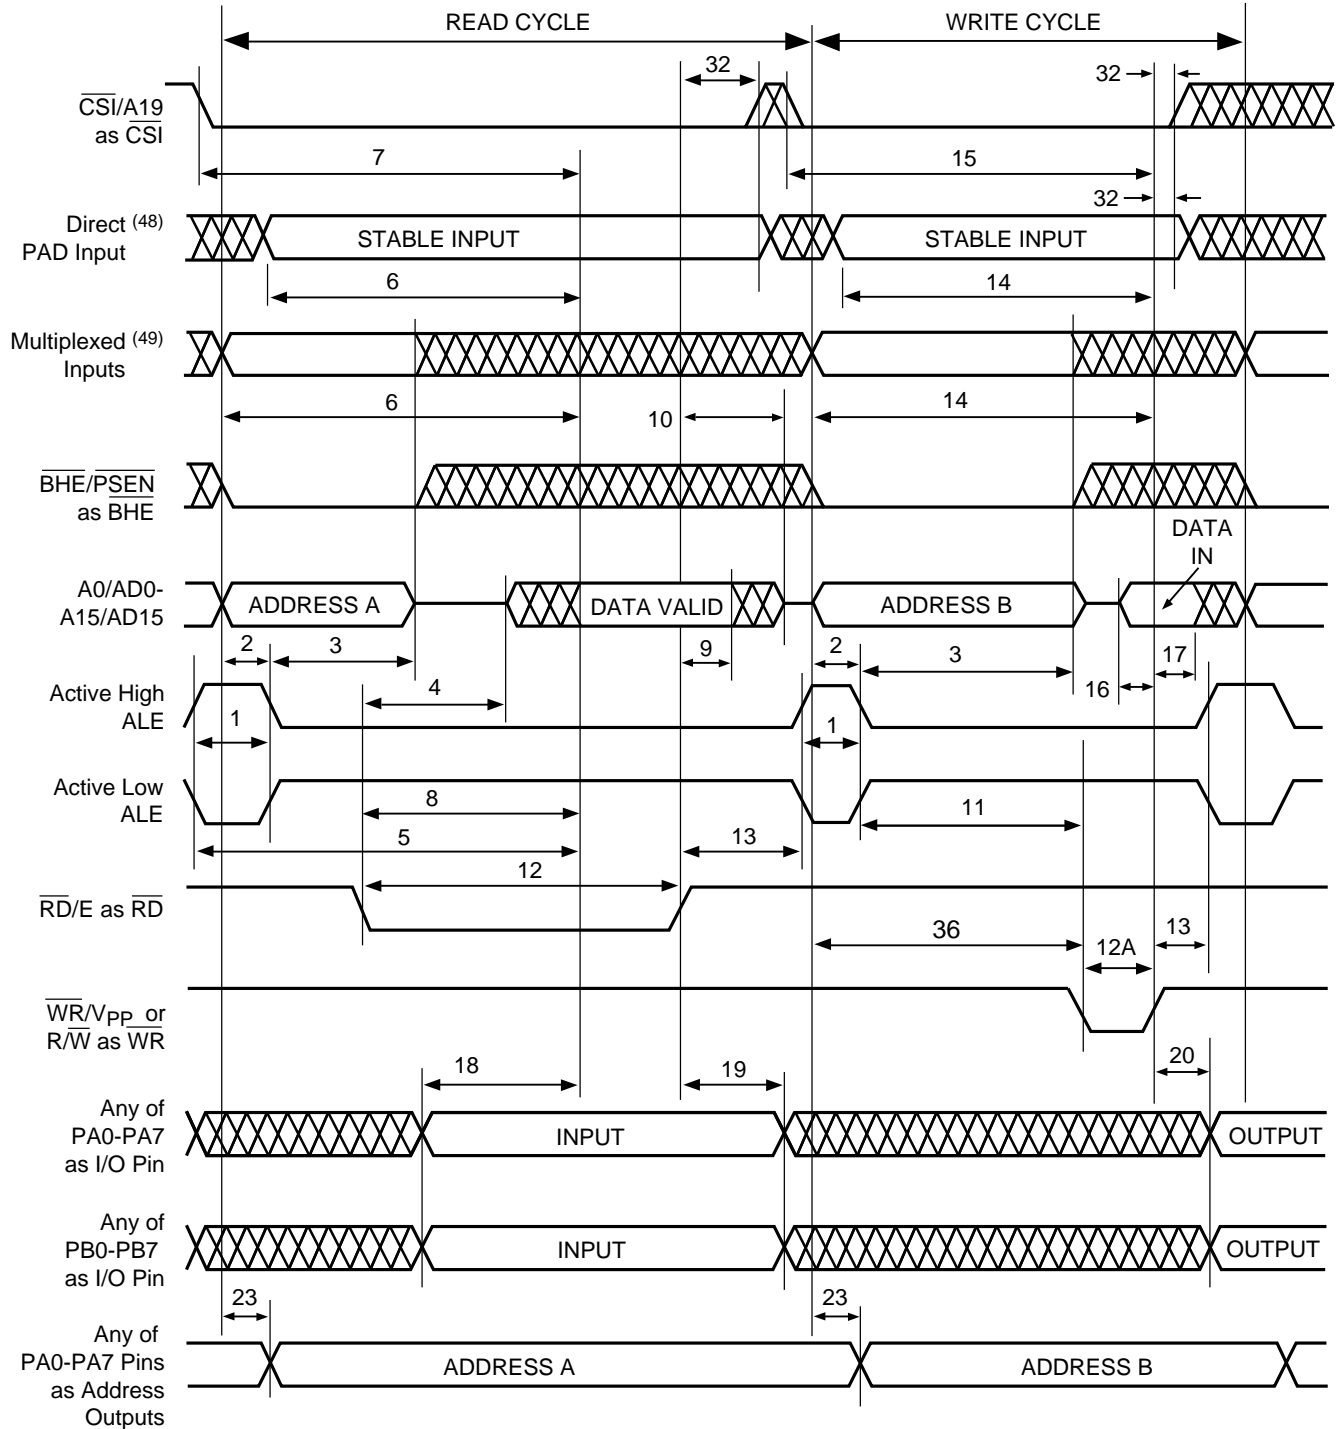 READ CYCLE
WRITE CYCLE
32
32
CSI/A19
as CSI
7
15
32
Direct (48)
PAD Input
STABLE INPUT
STABLE INPUT
6
14
Multiplexed (49)
Inputs
6
10
14
BHE/PSEN
as BHE
DATA
IN
A0/AD0-
A15/AD15
ADDRESS A
DATA VALID
ADDRESS B
2
3
9
2
3
17
4
16
Active High
ALE
1
1
Active Low
ALE
8
11
5
13
12
RD/E as RD
36
12A
13
WR/VPP or
R/W as WR
18
19
20
Any of
PA0-PA7
as I/O Pin
INPUT
OUTPUT
Any of
PB0-PB7
as I/O Pin
INPUT
OUTPUT
23
23
Any of
PA0-PA7 Pins
as Address
Outputs
ADDRESS A
ADDRESS B